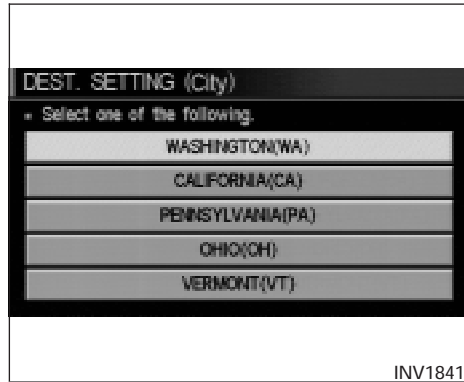 DEST. SETTING (City)
Select one of the following.
WASHINGTON(WA)
CALIFORNIA(CA)
PENNSYLVANIA(PA)
OHIO(OH)
VERMONT(VT)
INV1841